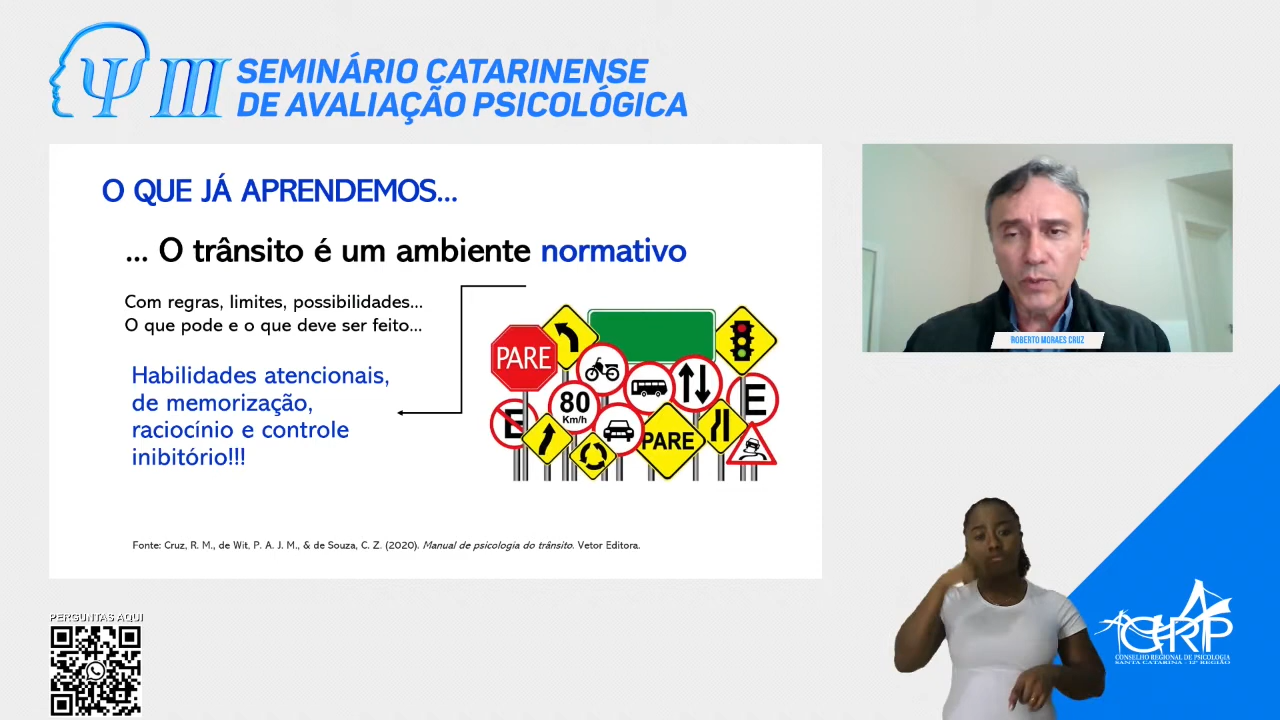 Ψ III SEMINÁRIO CATARINENSE
DE AVALIAÇÃO PSICOLÓGICA
O QUE JÁ APRENDEMOS...
... O trânsito é um ambiente normativo
Com regras, limites, possibilidades...
O que pode e o que deve ser feito...
Habilidades atencionais,
de memorização,
raciocínio e controle
inibitório!!!
PARE
80
Km/h
E
E
PARE
Fonte: Cruz, R. M., de Wit, P. A. J. M., & de Souza, C. Z. (2020). Manual de psicologia do trânsito. Vetor Editora.
ROBERTO MORAES CRUZ
PERGUNTAS AQUI
CRP
CONSELHO REGIONAL DE PSICOLOGIA
SANTA CATARINA - 12ª REGIÃO